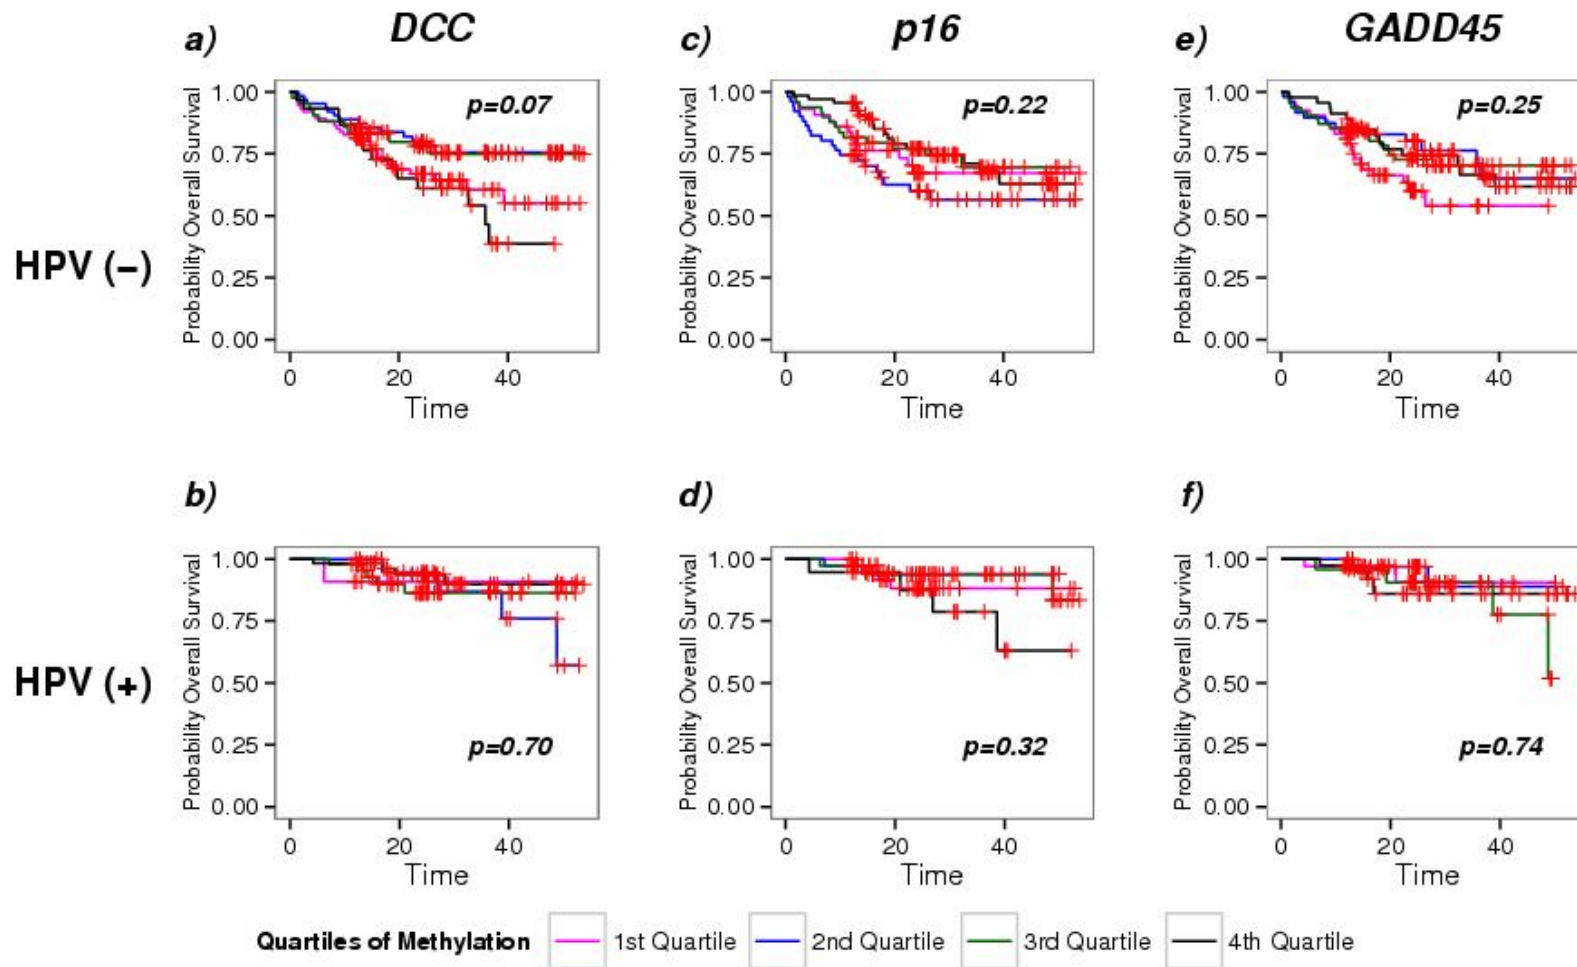 DCC
p16
GADD45
a)
c)
e)
HPV (−)
Probability Overall Survival
1.00
0.75
0.50
0.25
0.00
p=0.07
0 20 40
Time
Probability Overall Survival
1.00
0.75
0.50
0.25
0.00
p=0.22
0 20 40
Time
Probability Overall Survival
1.00
0.75
0.50
0.25
0.00
p=0.25
0 20 40
Time
b)
d)
f)
HPV (+)
Probability Overall Survival
1.00
0.75
0.50
0.25
0.00
p=0.70
0 20 40
Time
Probability Overall Survival
1.00
0.75
0.50
0.25
0.00
p=0.32
0 20 40
Time
Probability Overall Survival
1.00
0.75
0.50
0.25
0.00
p=0.74
0 20 40
Time
Quartiles of Methylation 1st Quartile 2nd Quartile 3rd Quartile 4th Quartile